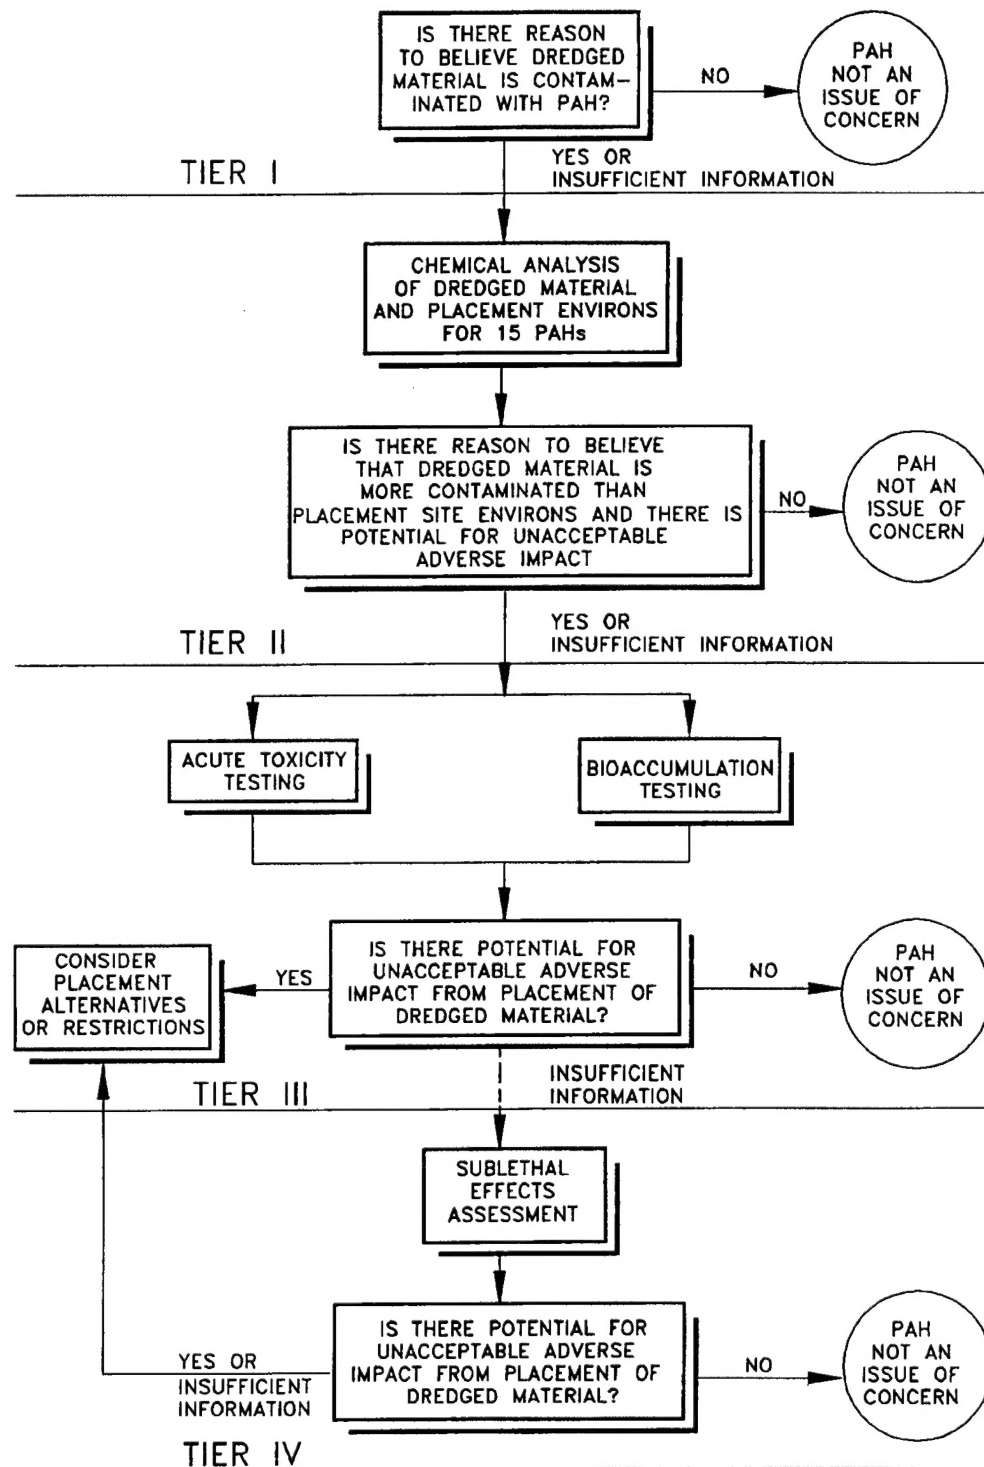 IS THERE REASON
TO BELIEVE DREDGED
MATERIAL IS CONTAM-
INATED WITH PAH?
NO
PAH
NOT AN
ISSUE OF
CONCERN
YES OR
INSUFFICIENT INFORMATION
TIER I
CHEMICAL ANALYSIS
OF DREDGED MATERIAL
AND PLACEMENT ENVIRONS
FOR 15 PAHs
IS THERE REASON TO BELIEVE
THAT DREDGED MATERIAL IS
MORE CONTAMINATED THAN
PLACEMENT SITE ENVIRONS AND THERE IS
POTENTIAL FOR UNACCEPTABLE
ADVERSE IMPACT
NO
PAH
NOT AN
ISSUE OF
CONCERN
YES OR
INSUFFICIENT INFORMATION
TIER II
ACUTE TOXICITY
TESTING
BIOACCUMULATION
TESTING
IS THERE POTENTIAL FOR
UNACCEPTABLE ADVERSE
IMPACT FROM PLACEMENT OF
DREDGED MATERIAL?
YES
CONSIDER
PLACEMENT
ALTERNATIVES
OR RESTRICTIONS
NO
PAH
NOT AN
ISSUE OF
CONCERN
INSUFFICIENT
INFORMATION
TIER III
SUBLETHAL
EFFECTS
ASSESSMENT
IS THERE POTENTIAL FOR
UNACCEPTABLE ADVERSE
IMPACT FROM PLACEMENT OF
DREDGED MATERIAL?
YES OR
INSUFFICIENT
INFORMATION
NO
PAH
NOT AN
ISSUE OF
CONCERN
TIER IV